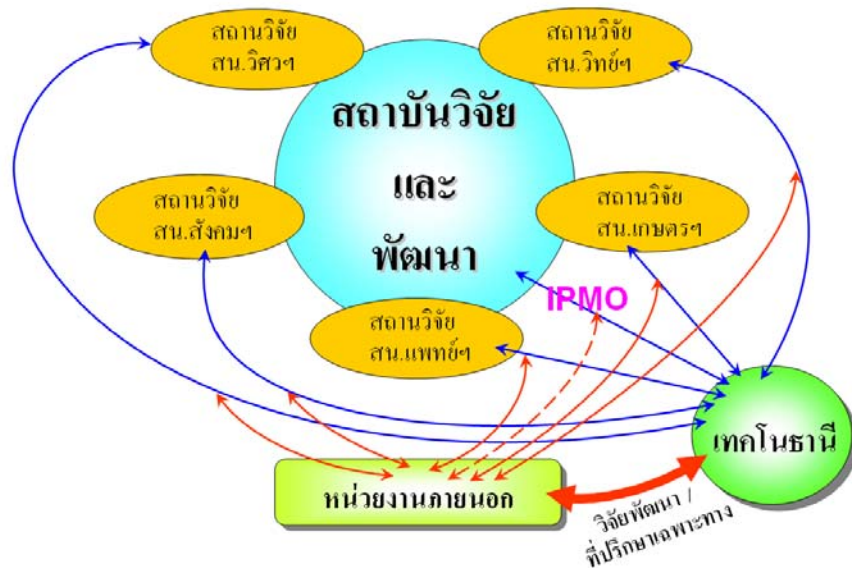 สถานวิจัย
สน.วิศวฯ
สถานวิจัย
สน.วิทย์ฯ
สถาบันวิจัย
และ
พัฒนา
สถานวิจัย
สน.สังคมฯ
สถานวิจัย
สน.เกษตรฯ
IPMO
สถานวิจัย
สน.แพทย์ฯ
เทคโนธานี
หน่วยงานภายนอก
วิจัยพัฒนา /
ที่ปรึกษาเฉพาะทาง